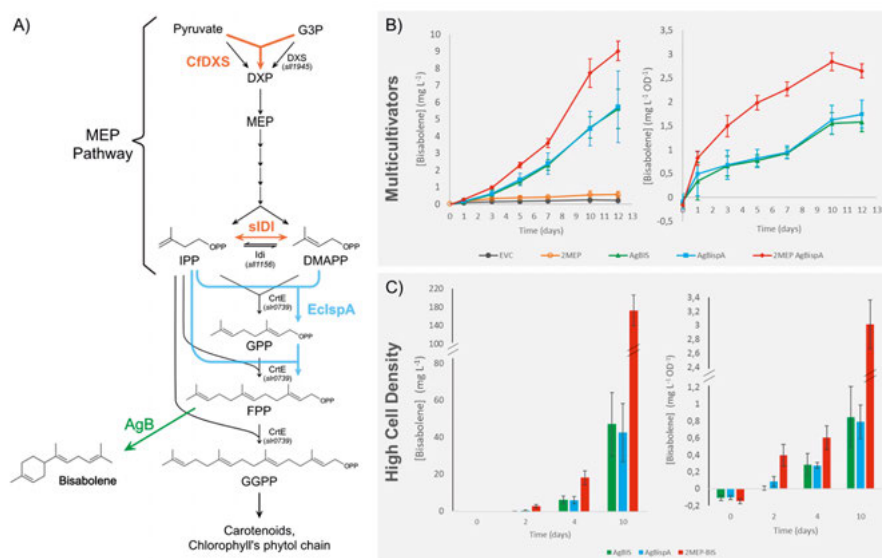 A)
Pyruvate
G3P
CfDXS
DXS
(sll1945)
DXP
MEP
Pathway
MEP
sIDI
OPP
Idi
(sll1156)
OPP
IPP
DMAPP
CrtE
(slr0739)
EcIspA
OPP
GPP
CrtE
(slr0739)
OPP
FPP
AgB
CrtE
(slr0739)
Bisabolene
OPP
GGPP
Carotenoids,
Chlorophyll's phytol chain
B)
Multicultivators
[Bisabolene] (mg L-1)
10
9
8
7
6
5
4
3
2
1
0
0 1 2 3 4 5 6 7 8 9 10 11 12 13
Time (days)
[Bisabolene] (mg L-1 OD-1)
3,5
3
2,5
2
1,5
1
0,5
0
-0,5
0 1 2 3 4 5 6 7 8 9 10 11 12 13
Time (days)
EVC 2MEP AgBIS AgBispA 2MEP AgBispA
C)
High Cell Density
[Bisabolene] (mg L-1)
220
200
180
160
140
60
40
20
0
0 2 4 10
Time (days)
[Bisabolene] (mg L-1 OD-1)
3,4
3,2
3,0
2,8
2,6
1,2
1,0
0,8
0,6
0,4
0,2
0,0
-0,2
0 2 4 10
Time (days)
AgBIS AgBispA 2MEP-BIS